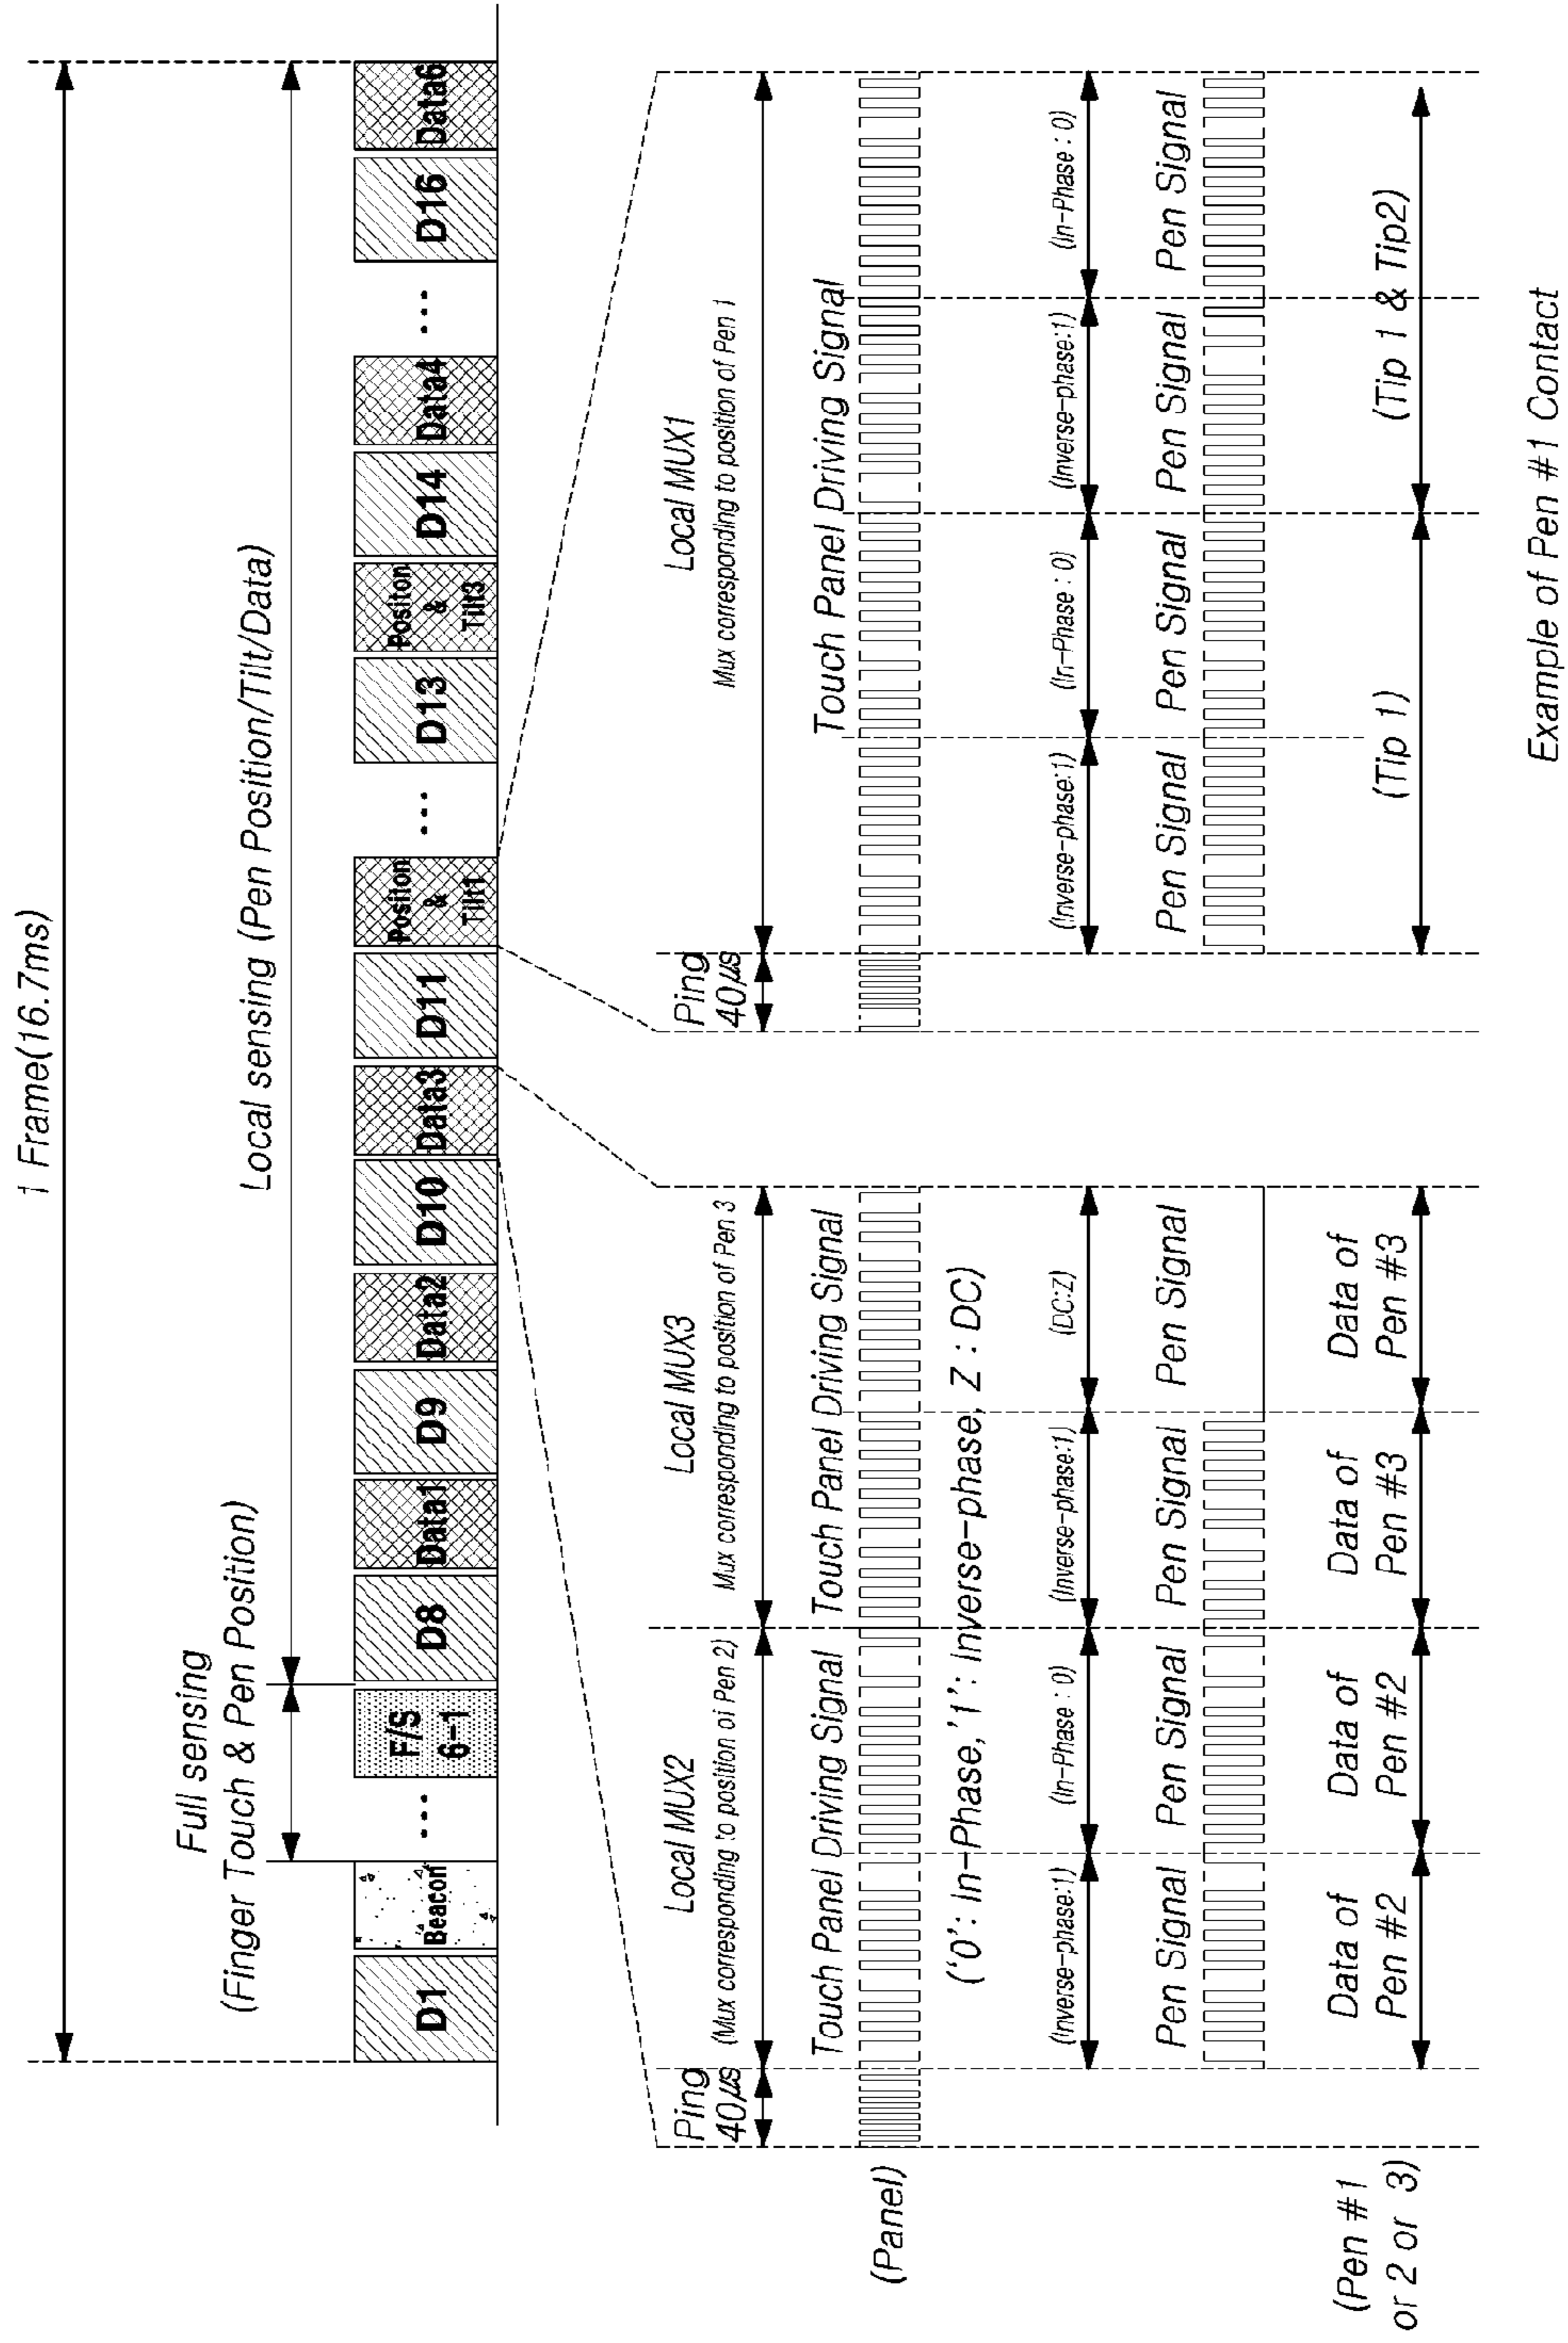 1 Frame(16.7ms)
Full sensing
(Finger Touch & Pen Position)
Local sensing (Pen Position/Tilt/Data)
D1
Beacon
...
F/S
6-1
D8
Data1
D9
Data2
D10
Data3
D11
Positon
&
Tilt1
...
D13
Positon
&
Tilt3
D14
Data4
...
D16
Data6
Ping
40μs
Local MUX2
(Mux corresponding to position of Pen 2)
Local MUX3
Mux corresponding to position of Pen 3
Ping
40μs
Local MUX1
Mux corresponding to position of Pen 1
(Panel)
Touch Panel Driving Signal
Touch Panel Driving Signal
Touch Panel Driving Signal
('0': In-Phase,'1': Inverse-phase, Z : DC)
(Inverse-phase:1)
(In-Phase : 0)
(Inverse-phase:1)
(DC:Z)
(Inverse-phase:1)
(In-Phase : 0)
(Inverse-phase:1)
(In-Phase : 0)
Pen Signal
Pen Signal
Pen Signal
Pen Signal
Pen Signal
Pen Signal
Pen Signal
Pen Signal
(Pen #1
or 2 or 3)
Data of
Pen #2
Data of
Pen #2
Data of
Pen #3
Data of
Pen #3
(Tip 1)
(Tip 1 & Tip2)
Example of Pen #1 Contact